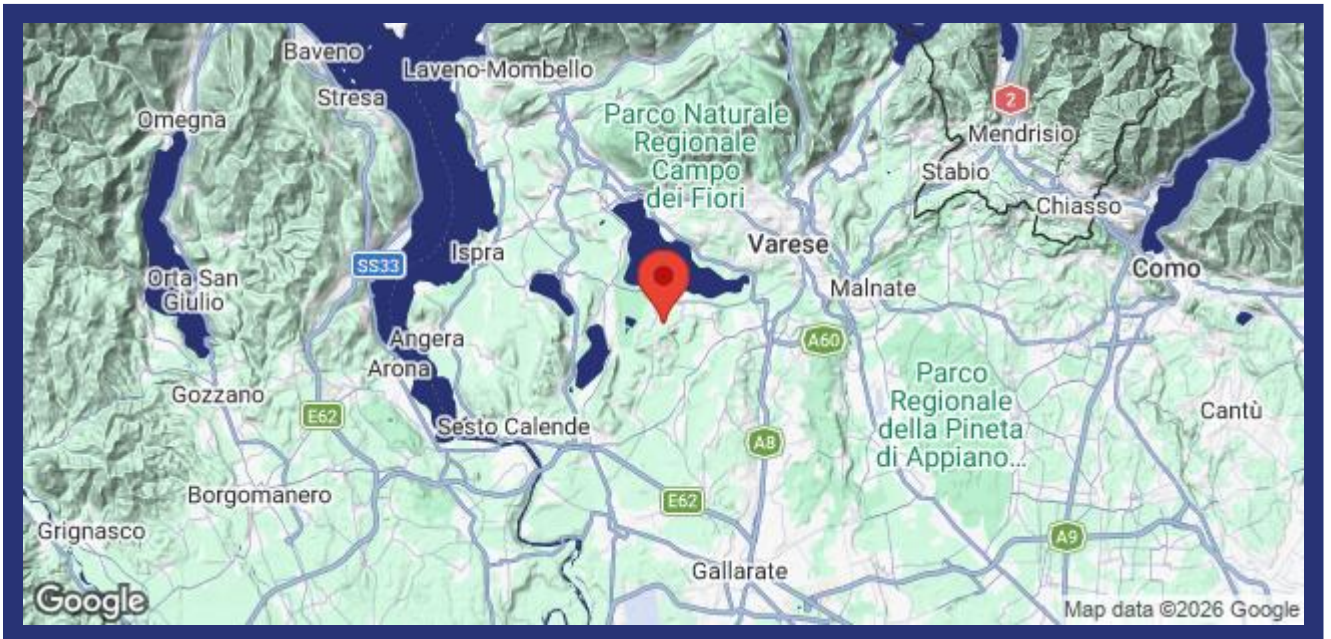 Baveno
Laveno-Mombello
Stresa
2
Omegna
Parco Naturale
Regionale
Campo
dei Fiori
Mendrisio
Stabio
Chiasso
Ispra
Varese
SS33
Como
Orta San
Giulio
Malnate
Angera
A60
Arona
Parco
Regionale
della Pineta
di Appiano...
Gozzano
E62
Cantù
Sesto Calende
A8
Borgomanero
E62
Grignasco
A9
Gallarate
Google
Map data ©2026 Google